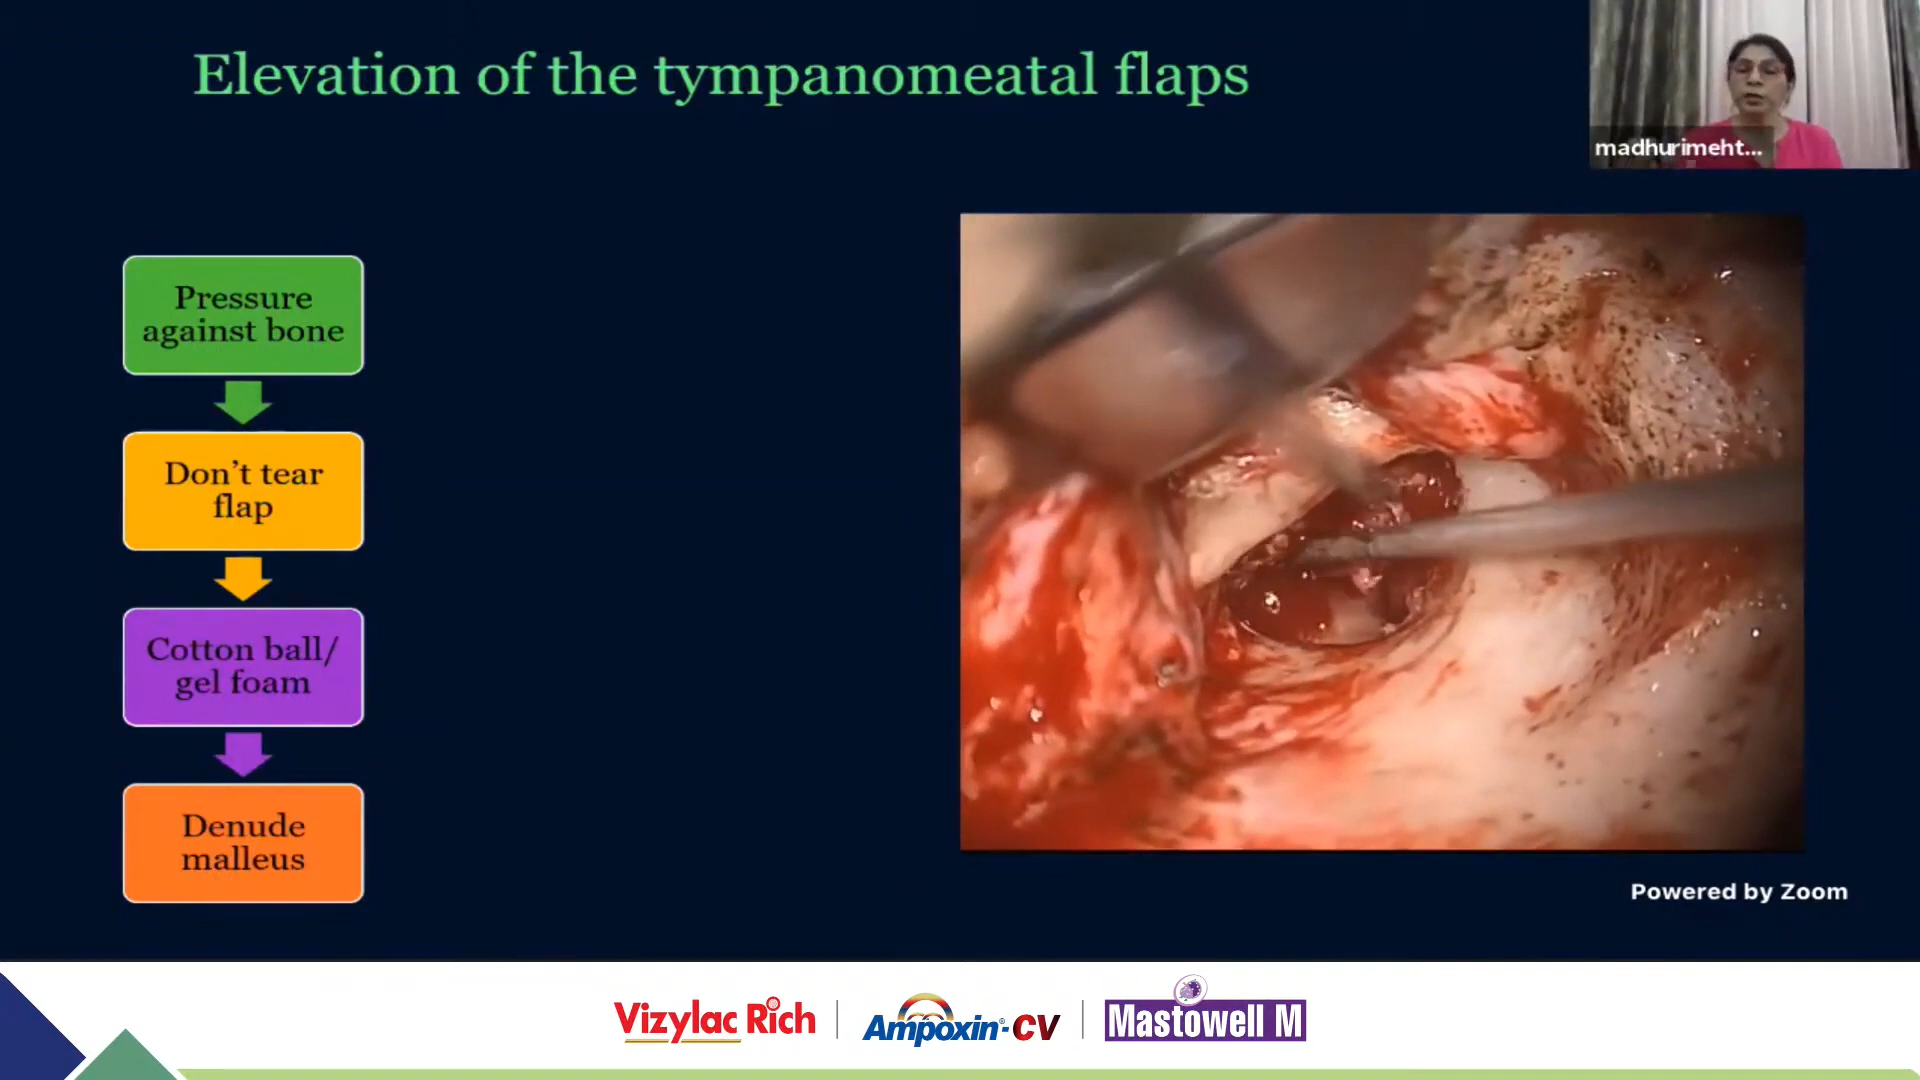 Elevation of the tympanomeatal flaps
madhurimeht...
Pressure
against bone
Don't tear
flap
Cotton ball/
gel foam
Denude
malleus
Powered by Zoom
Vizylac Rich
Ampoxin®-CV
Mastowell M